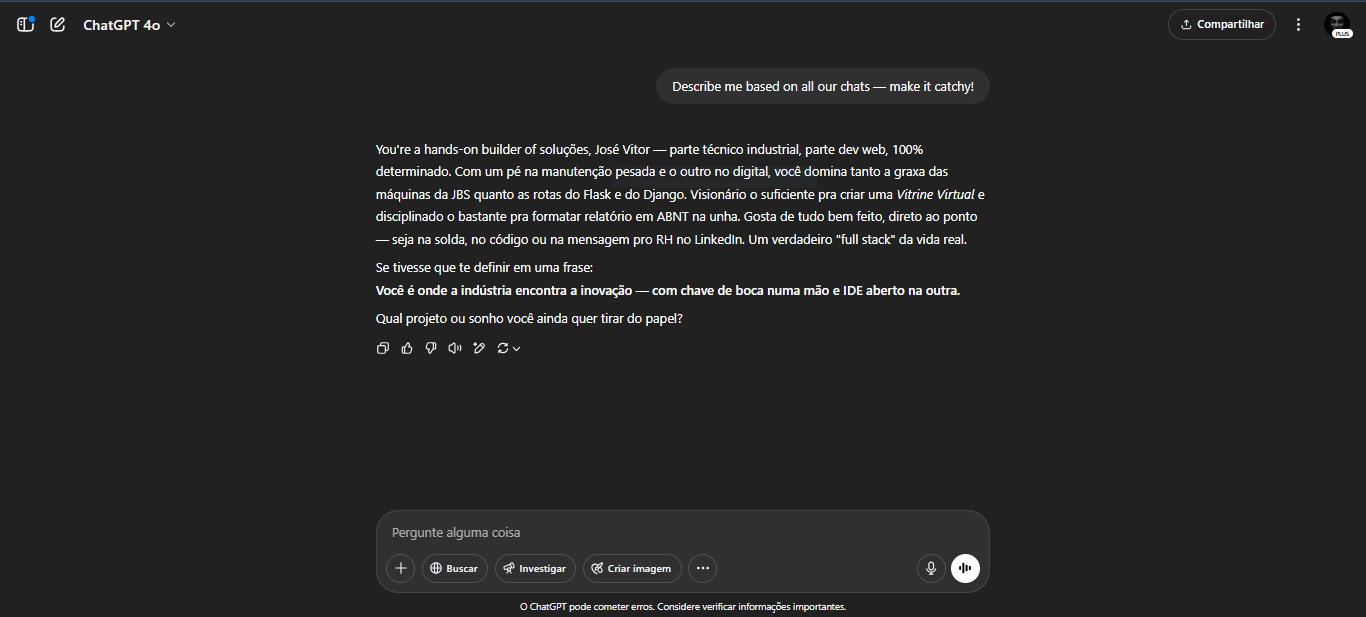 ChatGPT 4o
Compartilhar
PLUS
Describe me based on all our chats — make it catchy!
You're a hands-on builder of soluções, José Vitor — parte técnico industrial, parte dev web, 100%
determinado. Com um pé na manutenção pesada e o outro no digital, você domina tanto a graxa das
máquinas da JBS quanto as rotas do Flask e do Django. Visionário o suficiente pra criar uma Vitrine Virtual e
disciplinado o bastante pra formatar relatório em ABNT na unha. Gosta de tudo bem feito, direto ao ponto
— seja na solda, no código ou na mensagem pro RH no LinkedIn. Um verdadeiro "full stack" da vida real.
Se tivesse que te definir em uma frase:
Você é onde a indústria encontra a inovação — com chave de boca numa mão e IDE aberto na outra.
Qual projeto ou sonho você ainda quer tirar do papel?
Pergunte alguma coisa
Buscar
Investigar
Criar imagem
O ChatGPT pode cometer erros. Considere verificar informações importantes.